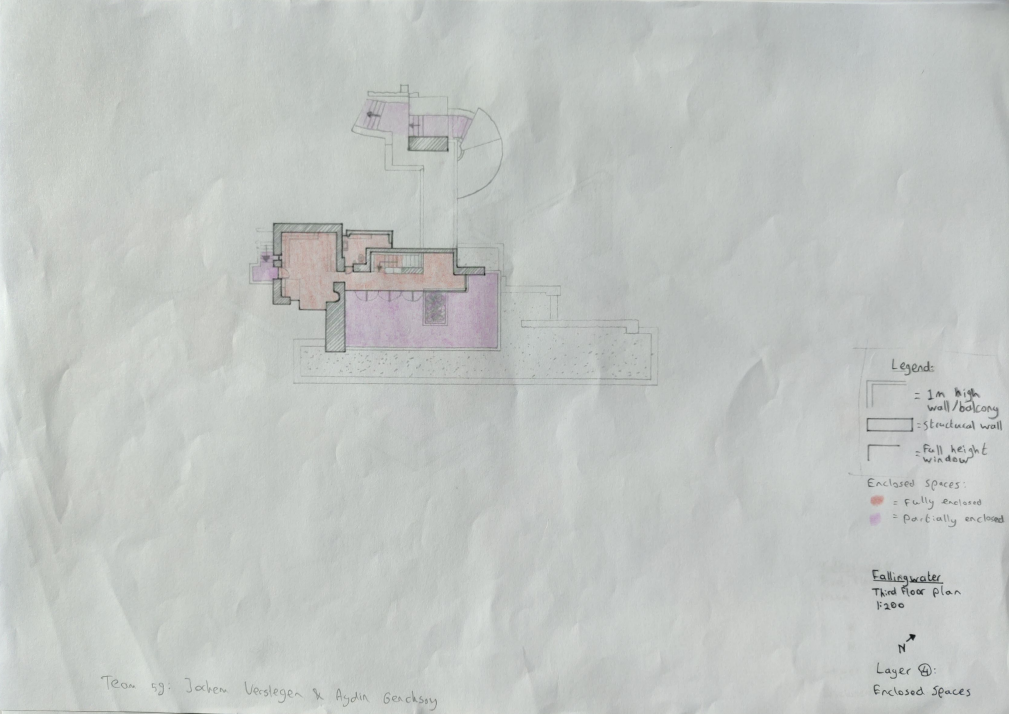 Legend:
= 1m high
wall/balcony
= Structural wall
= Full height
window
Enclosed spaces:
= Fully enclosed
= Partially enclosed
Fallingwater
Third Floor Plan
1:200
N
Layer 4:
Enclosed Spaces
Team 59: Jochem Verstegen & Aydin Gencksoy